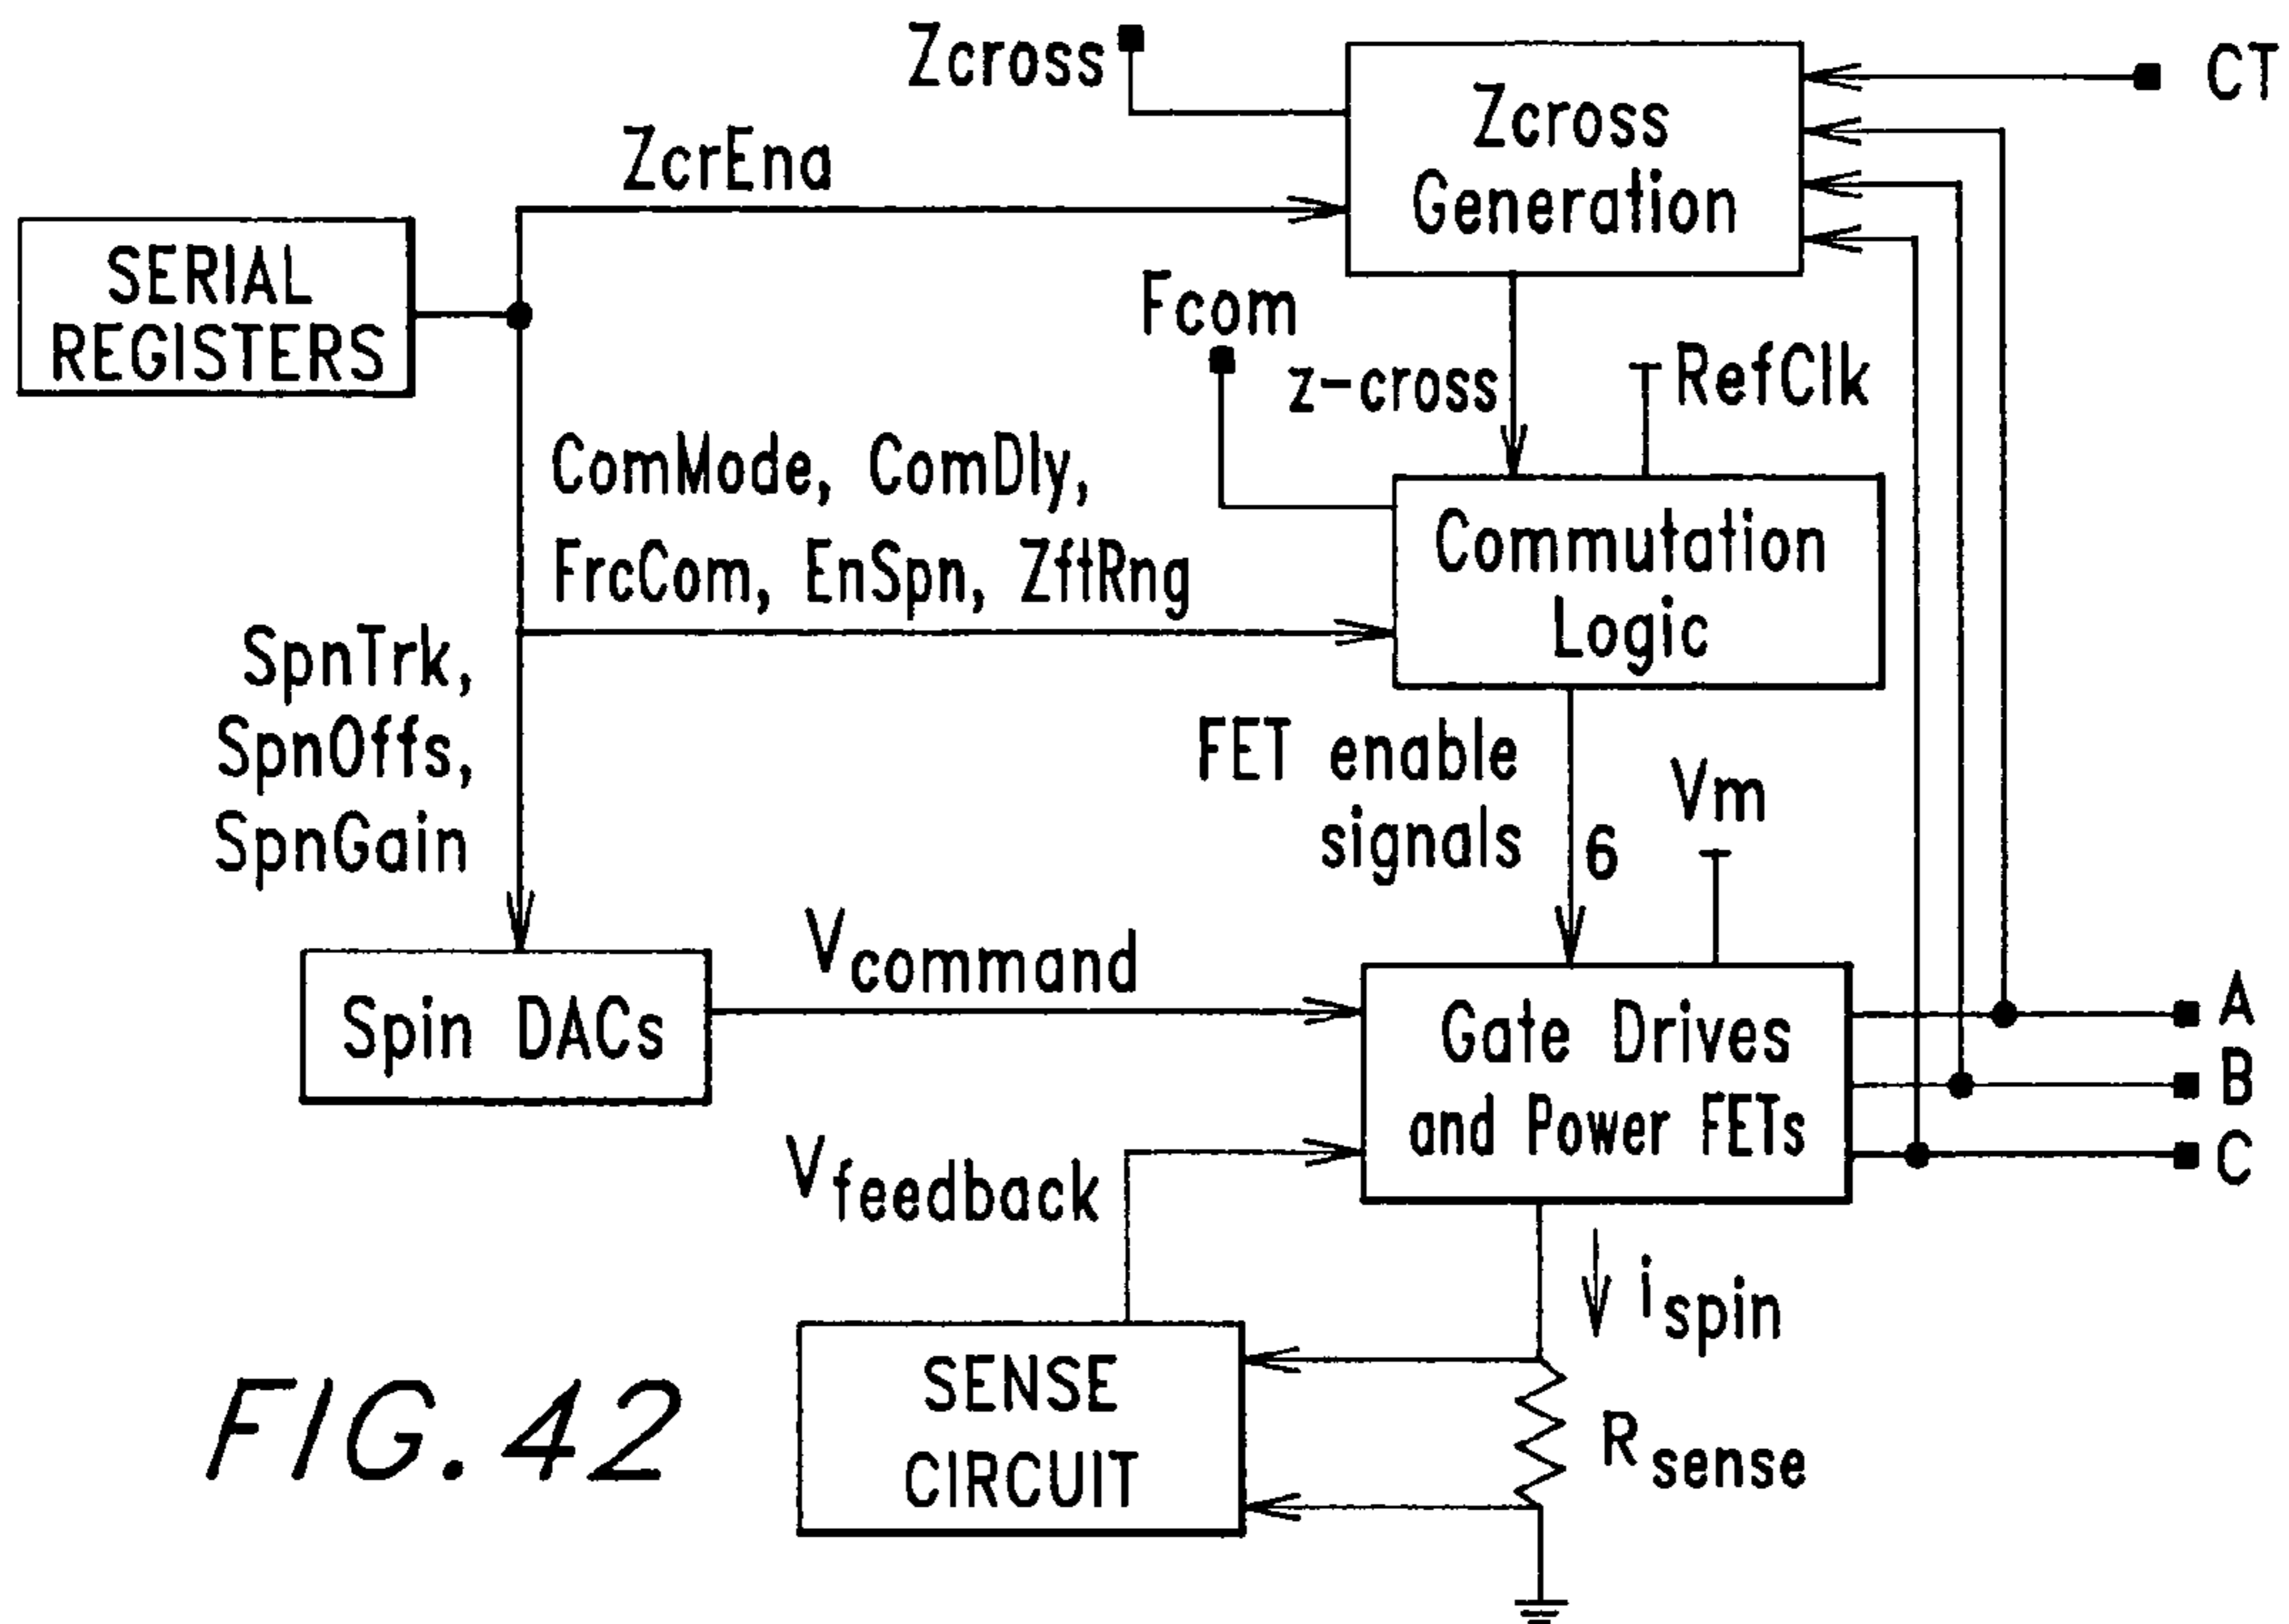 Zcross
CT
Zcross
Generation
ZcrEna
SERIAL
REGISTERS
Fcom
z-cross
RefClk
ComMode, ComDly,
FrcCom, EnSpn, ZftRng
Commutation
Logic
SpnTrk,
SpnOffs,
SpnGain
FET enable
signals
6
Vm
Vcommand
Spin DACs
Gate Drives
and Power FETs
A
B
C
Vfeedback
ispin
SENSE
CIRCUIT
Rsense
FIG. 42